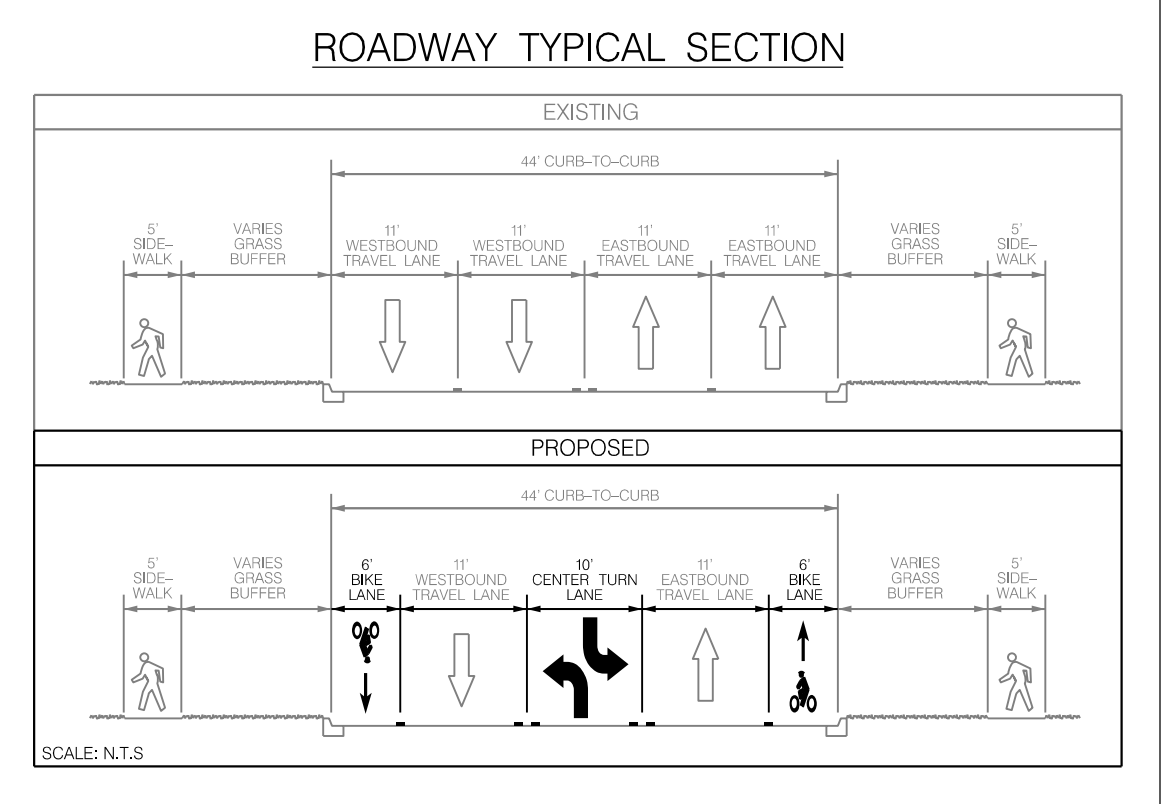 ROADWAY TYPICAL SECTION
EXISTING
44' CURB–TO–CURB
5'
SIDE–
WALK
VARIES
GRASS
BUFFER
11'
WESTBOUND
TRAVEL LANE
11'
WESTBOUND
TRAVEL LANE
11'
EASTBOUND
TRAVEL LANE
11'
EASTBOUND
TRAVEL LANE
VARIES
GRASS
BUFFER
5'
SIDE–
WALK
PROPOSED
44' CURB–TO–CURB
5'
SIDE–
WALK
VARIES
GRASS
BUFFER
6'
BIKE
LANE
11'
WESTBOUND
TRAVEL LANE
10'
CENTER TURN
LANE
11'
EASTBOUND
TRAVEL LANE
6'
BIKE
LANE
VARIES
GRASS
BUFFER
5'
SIDE–
WALK
SCALE: N.T.S